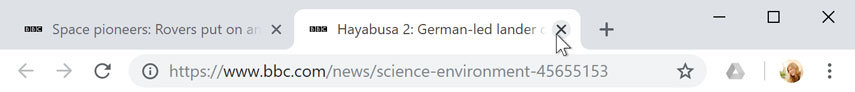 BBC Space pioneers: Rovers put on an
BBC Hayabusa 2: German-led lander
https://www.bbc.com/news/science-environment-45655153